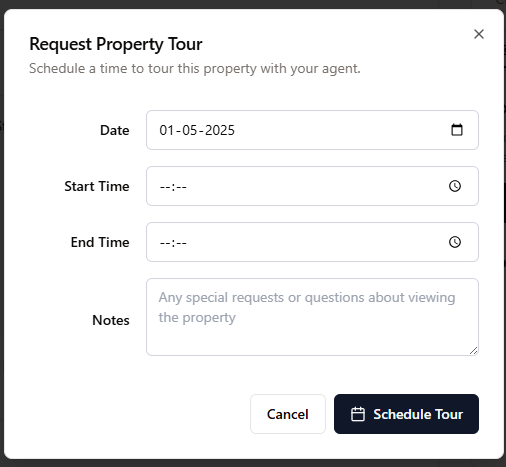 Request Property Tour
Schedule a time to tour this property with your agent.
Date
01-05-2025
Start Time
--:--
End Time
--:--
Notes
Any special requests or questions about viewing
the property
Cancel
Schedule Tour